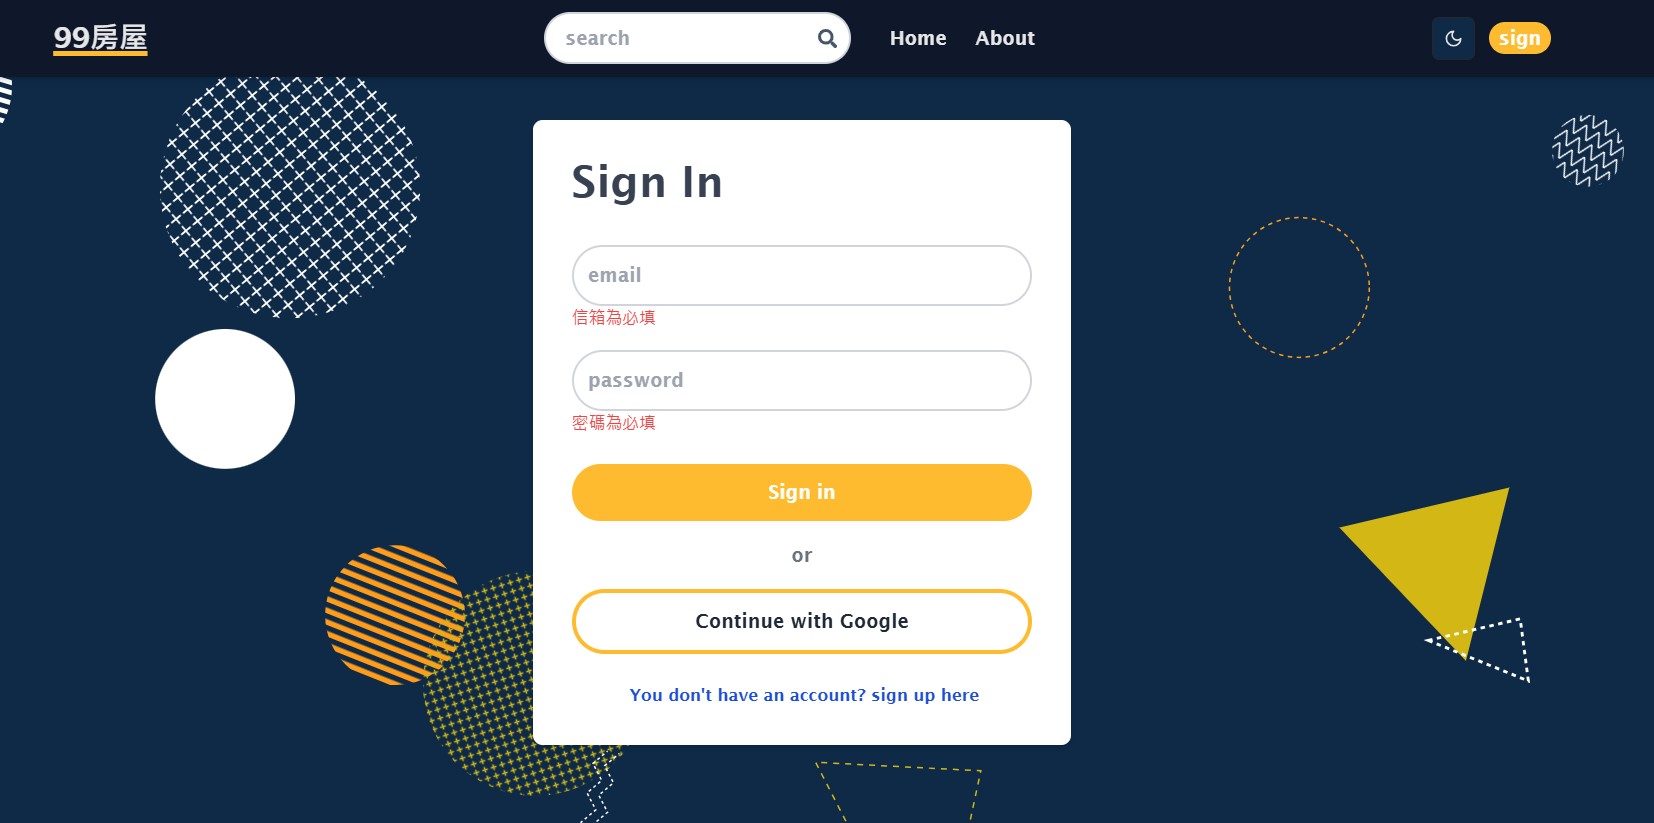 99房屋
search
Home
About
sign
Sign In
email
信箱為必填
password
密碼為必填
Sign in
or
Continue with Google
You don't have an account? sign up here